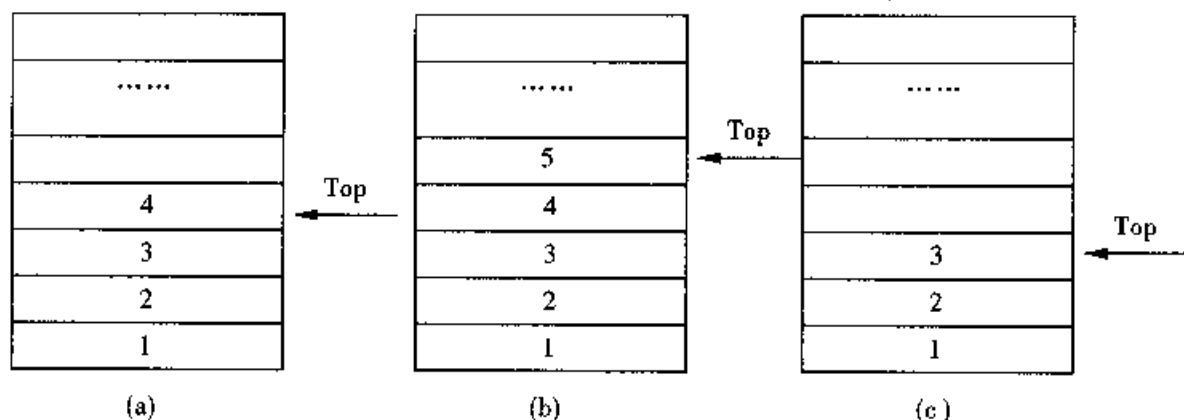 ...... ...... ......
5 Top
4 Top 4
3 3 3 Top
2 2 2
1 1 1
(a) (b) (c)